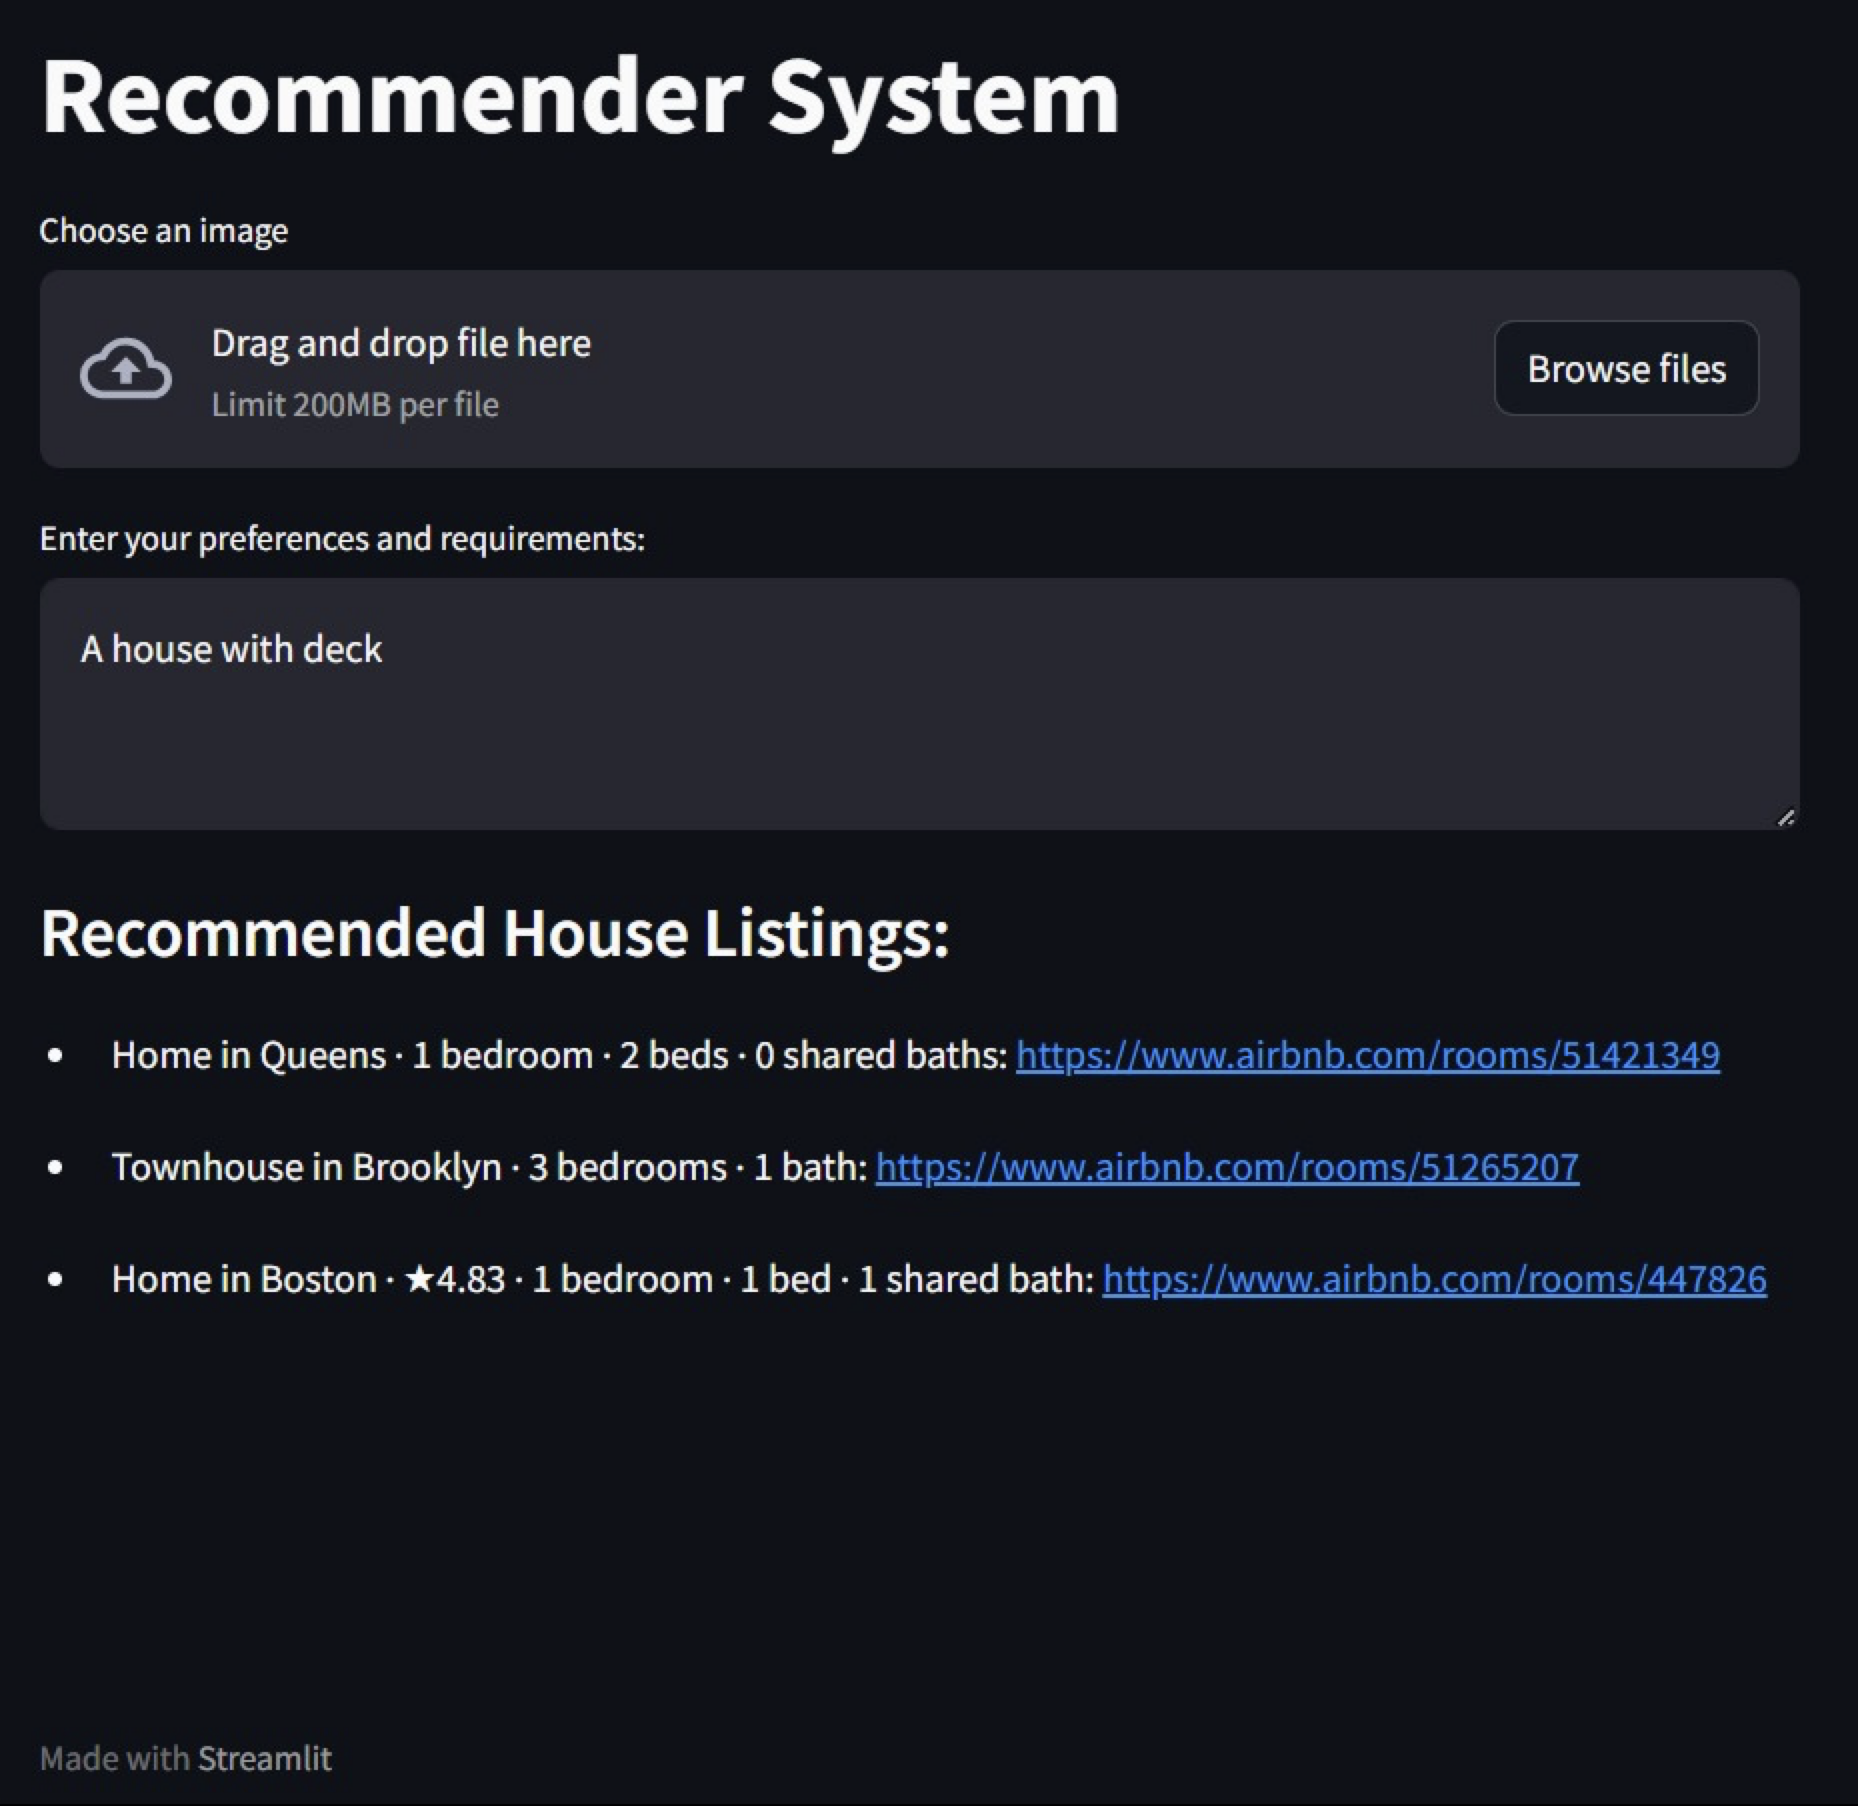 Recommender System
Choose an image
Drag and drop file here
Limit 200MB per file
Browse files
Enter your preferences and requirements:
A house with deck
Recommended House Listings:
• Home in Queens · 1 bedroom · 2 beds · 0 shared baths: https://www.airbnb.com/rooms/51421349
• Townhouse in Brooklyn · 3 bedrooms · 1 bath: https://www.airbnb.com/rooms/51265207
• Home in Boston · ★4.83 · 1 bedroom · 1 bed · 1 shared bath: https://www.airbnb.com/rooms/447826
Made with Streamlit